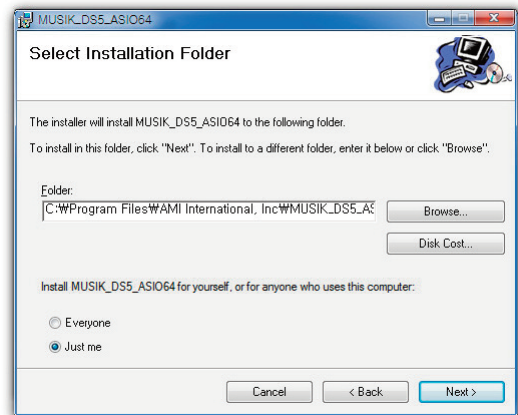 MUSIK_DS5_ASIO64
Select Installation Folder
The installer will install MUSIK_DS5_ASIO64 to the following folder.
To install in this folder, click "Next". To install to a different folder, enter it below or click "Browse".
Folder:
C:₩Program Files₩AMI International, Inc₩MUSIK_DS5_AS
Browse...
Disk Cost...
Install MUSIK_DS5_ASIO64 for yourself, or for anyone who uses this computer:
Everyone
Just me
Cancel
< Back
Next >